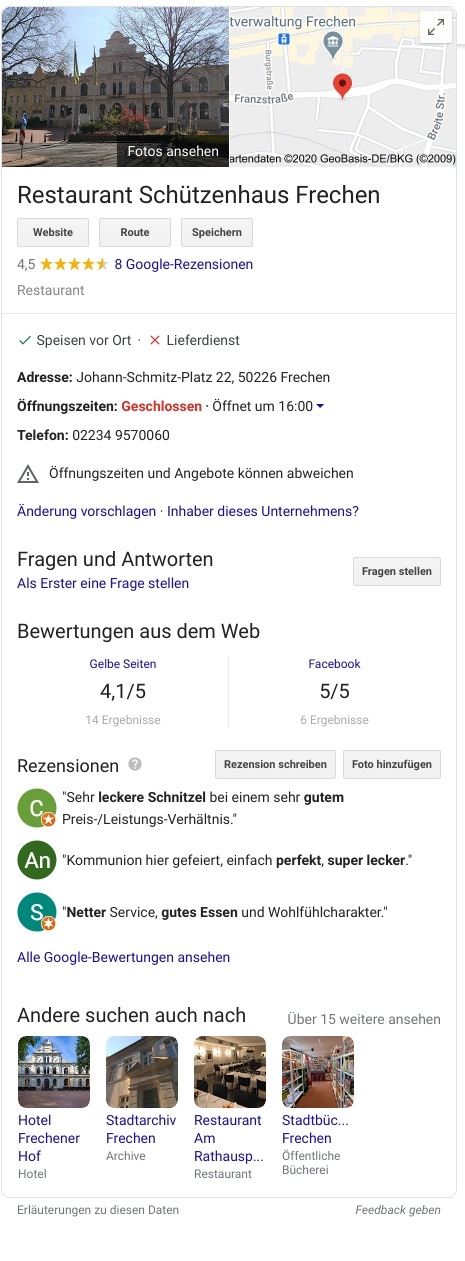 tverwaltung Frechen
Burgstraße
Franzstraße
Breite Str.
Fotos ansehen
artendaten ©2020 GeoBasis-DE/BKG (©2009)
Restaurant Schützenhaus Frechen
Website Route Speichern
4,5 8 Google-Rezensionen
Restaurant
Speisen vor Ort · Lieferdienst
Adresse: Johann-Schmitz-Platz 22, 50226 Frechen
Öffnungszeiten: Geschlossen · Öffnet um 16:00
Telefon: 02234 9570060
Öffnungszeiten und Angebote können abweichen
Änderung vorschlagen · Inhaber dieses Unternehmens?
Fragen und Antworten
Als Erster eine Frage stellen
Fragen stellen
Bewertungen aus dem Web
Gelbe Seiten Facebook
4,1/5 5/5
14 Ergebnisse 6 Ergebnisse
Rezensionen ? Rezension schreiben Foto hinzufügen
C "Sehr leckere Schnitzel bei einem sehr gutem
Preis-/Leistungs-Verhältnis."
An "Kommunion hier gefeiert, einfach perfekt, super lecker."
S "Netter Service, gutes Essen und Wohlfühlcharakter."
Alle Google-Bewertungen ansehen
Andere suchen auch nach Über 15 weitere ansehen
Hotel
Frechener
Hof
Hotel
Stadtarchiv
Frechen
Archive
Restaurant
Am
Rathausp...
Restaurant
Stadtbüc...
Frechen
Öffentliche
Bücherei
Erläuterungen zu diesen Daten Feedback geben